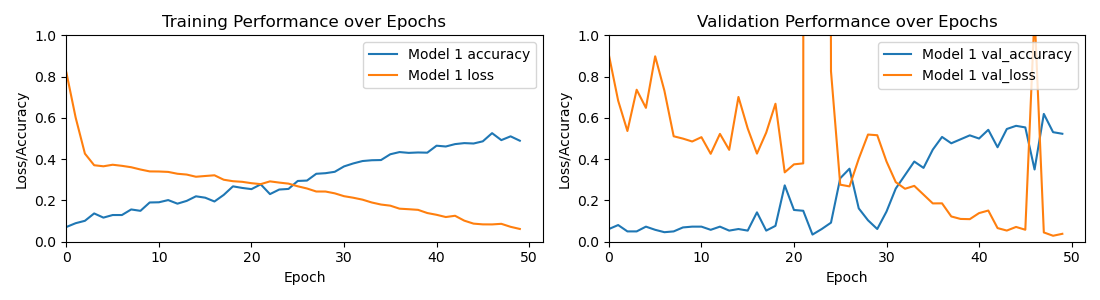 Training Performance over Epochs
1.0
0.8
0.6
0.4
0.2
0.0
Loss/Accuracy
Model 1 accuracy
Model 1 loss
0 10 20 30 40 50
Epoch
Validation Performance over Epochs
1.0
0.8
0.6
0.4
0.2
0.0
Loss/Accuracy
Model 1 val_accuracy
Model 1 val_loss
0 10 20 30 40 50
Epoch